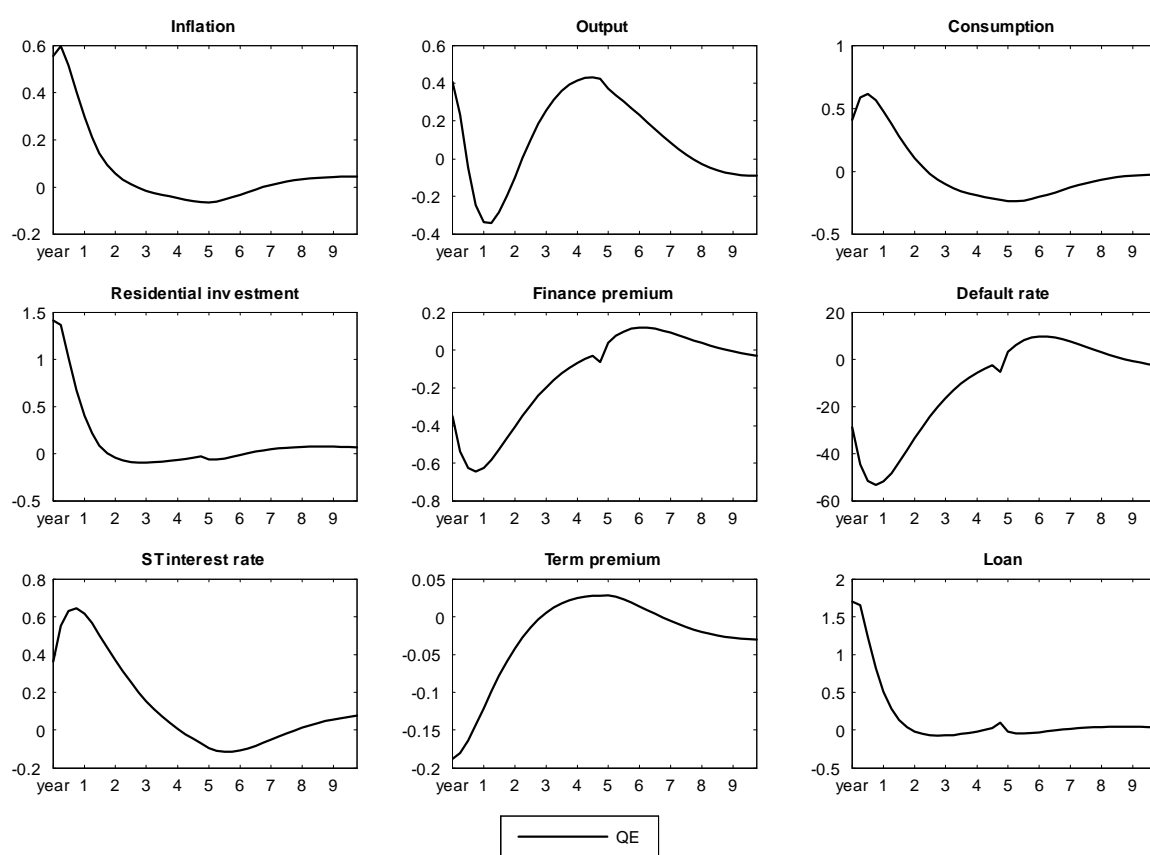 Inflation
0.6
0.4
0.2
0
-0.2
year 1 2 3 4 5 6 7 8 9
Output
0.6
0.4
0.2
0
-0.2
-0.4
year 1 2 3 4 5 6 7 8 9
Consumption
1
0.5
0
-0.5
year 1 2 3 4 5 6 7 8 9
Residential inv estment
1.5
1
0.5
0
-0.5
year 1 2 3 4 5 6 7 8 9
Finance premium
0.2
0
-0.2
-0.4
-0.6
-0.8
year 1 2 3 4 5 6 7 8 9
Default rate
20
0
-20
-40
-60
year 1 2 3 4 5 6 7 8 9
ST interest rate
0.8
0.6
0.4
0.2
0
-0.2
year 1 2 3 4 5 6 7 8 9
Term premium
0.05
0
-0.05
-0.1
-0.15
-0.2
year 1 2 3 4 5 6 7 8 9
Loan
2
1.5
1
0.5
0
-0.5
year 1 2 3 4 5 6 7 8 9
QE